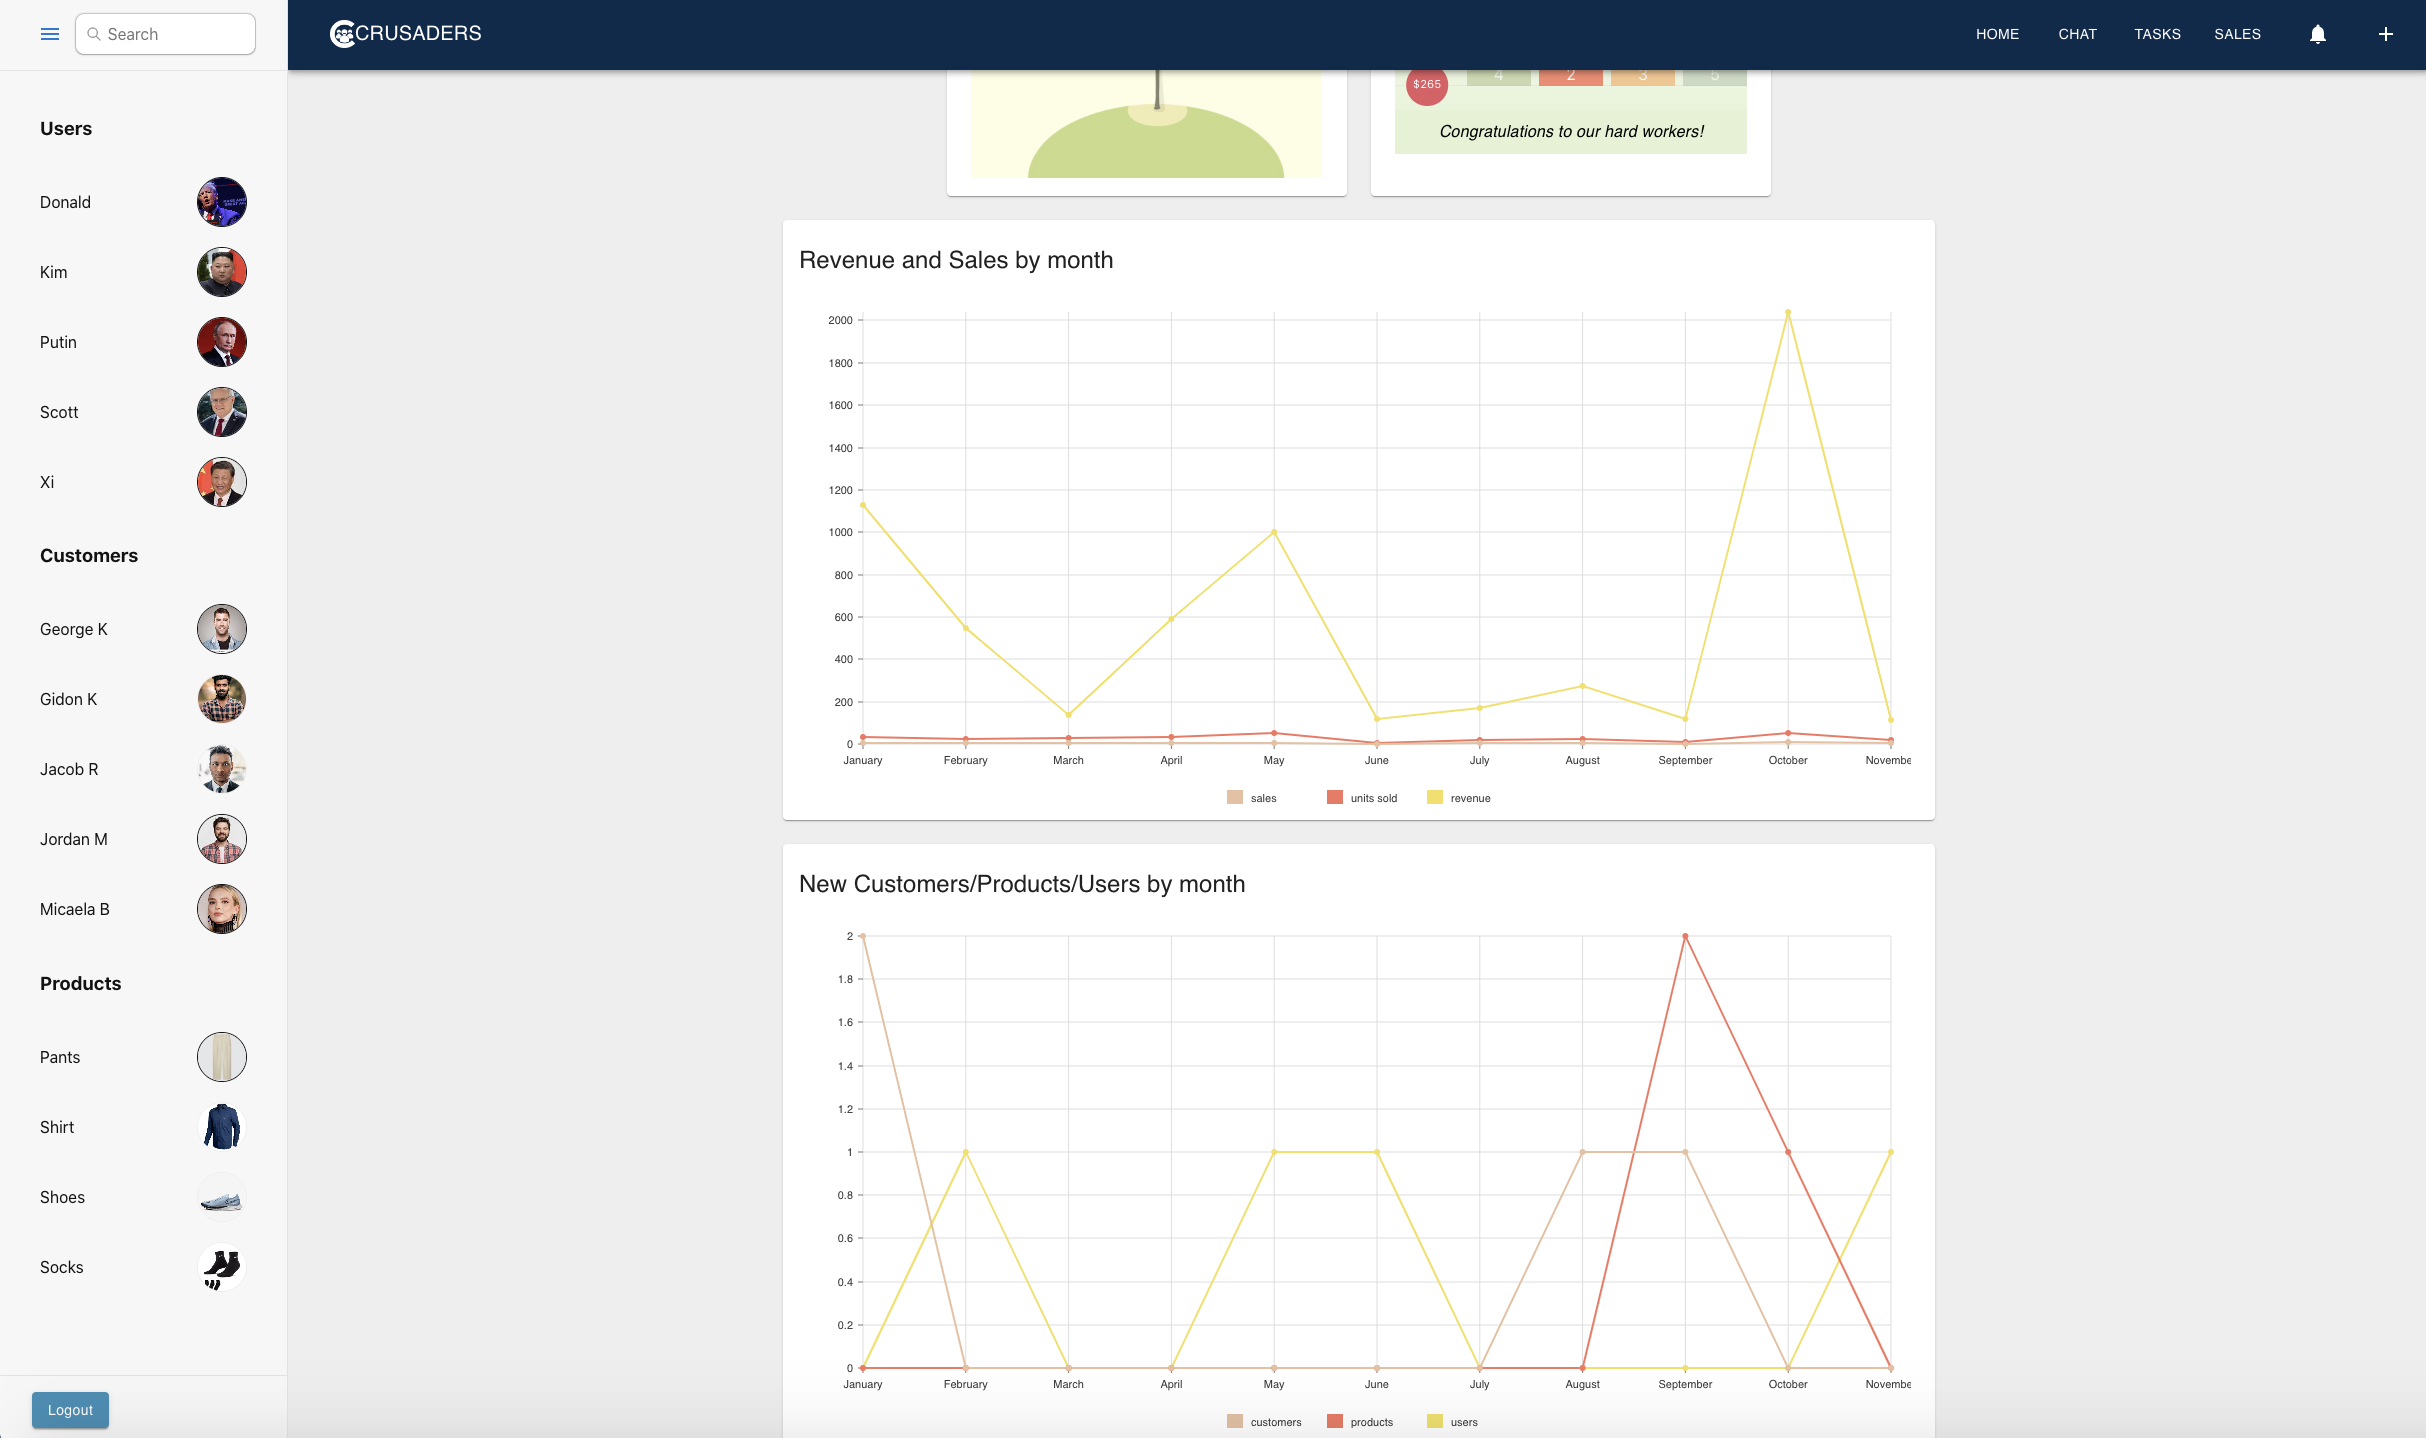 Search
CRUSADERS
HOME
CHAT
TASKS
SALES
Users
Donald
Kim
Putin
Scott
Xi
Customers
George K
Gidon K
Jacob R
Jordan M
Micaela B
Products
Pants
Shirt
Shoes
Socks
Logout
$265
4
2
3
5
Congratulations to our hard workers!
Revenue and Sales by month
2000
1800
1600
1400
1200
1000
800
600
400
200
0
January
February
March
April
May
June
July
August
September
October
Novembe
sales
units sold
revenue
New Customers/Products/Users by month
2
1.8
1.6
1.4
1.2
1
0.8
0.6
0.4
0.2
0
January
February
March
April
May
June
July
August
September
October
Novembe
customers
products
users